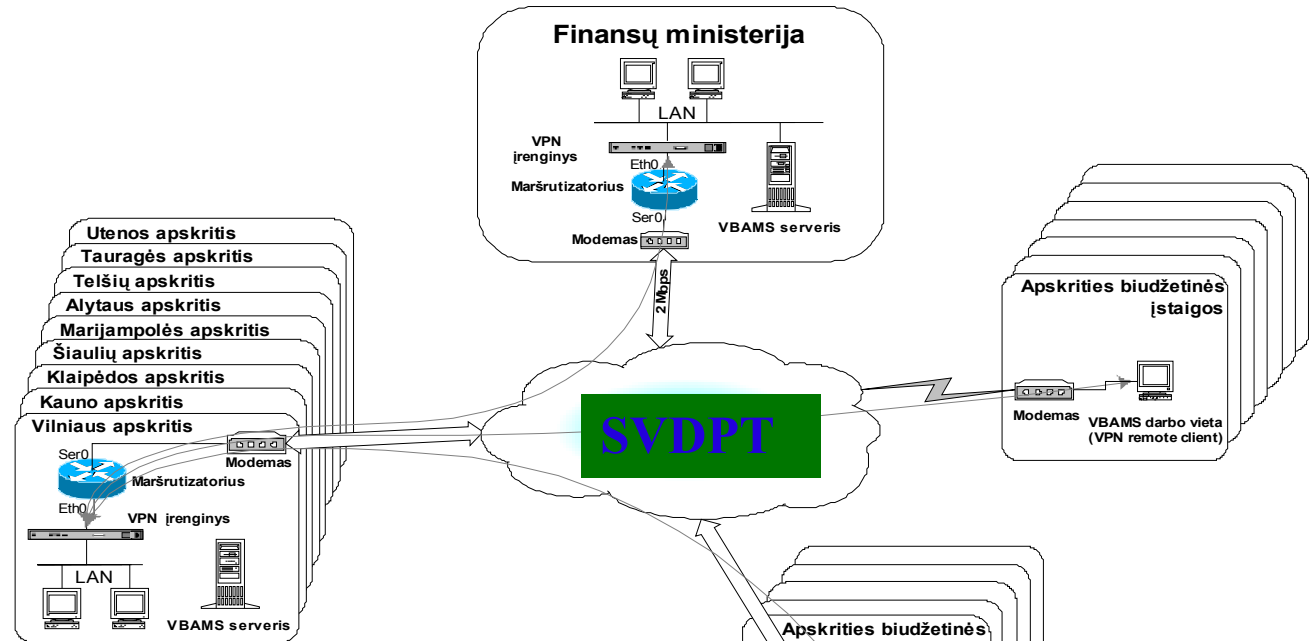 Finansų ministerija
LAN
VPN
įrenginys
Eth0
Maršrutizatorius
Ser0
VBAMS serveris
Modemas
2 Mbps
Utenos apskritis
Tauragės apskritis
Telšių apskritis
Alytaus apskritis
Marijampolės apskritis
Šiaulių apskritis
Klaipėdos apskritis
Kauno apskritis
Vilniaus apskritis
Ser0
Modemas
Maršrutizatorius
Eth0
VPN įrenginys
LAN
VBAMS serveris
SVDPT
Apskrities biudžetinės
įstaigos
Modemas
VBAMS darbo vieta
(VPN remote client)
Apskrities biudžetinės